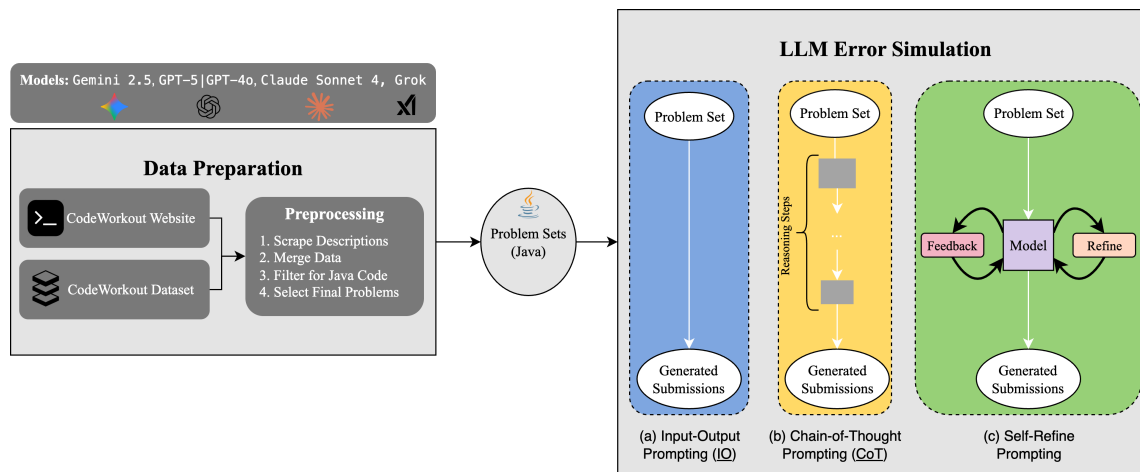 Models: Gemini 2.5, GPT-5|GPT-4o, Claude Sonnet 4, Grok
Data Preparation
CodeWorkout Website
CodeWorkout Dataset
Preprocessing
1. Scrape Descriptions
2. Merge Data
3. Filter for Java Code
4. Select Final Problems
Problem Sets
(Java)
LLM Error Simulation
Problem Set
Generated
Submissions
(a) Input-Output
Prompting (IO)
Problem Set
Reasoning Steps
...
Generated
Submissions
(b) Chain-of-Thought
Prompting (CoT)
Problem Set
Feedback
Model
Refine
Generated
Submissions
(c) Self-Refine
Prompting